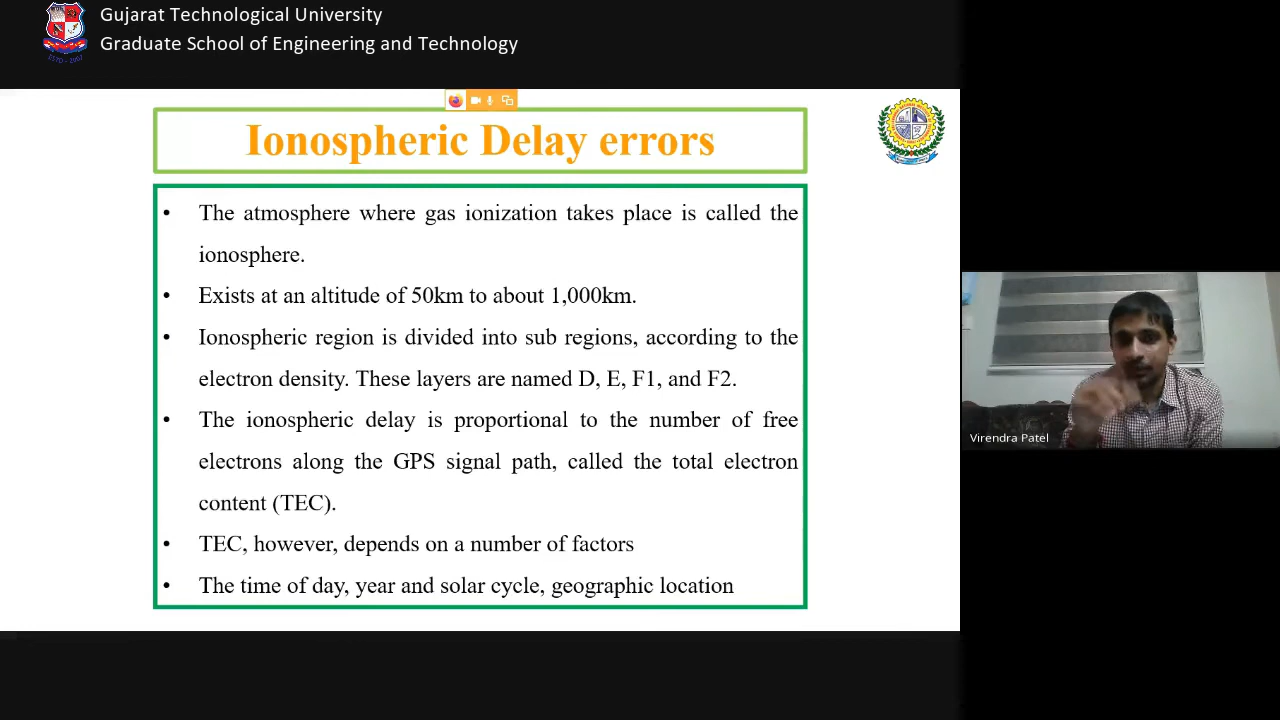 Gujarat Technological University
Graduate School of Engineering and Technology
Ionospheric Delay errors
• The atmosphere where gas ionization takes place is called the
ionosphere.
• Exists at an altitude of 50km to about 1,000km.
• Ionospheric region is divided into sub regions, according to the
electron density. These layers are named D, E, F1, and F2.
• The ionospheric delay is proportional to the number of free
electrons along the GPS signal path, called the total electron
content (TEC).
• TEC, however, depends on a number of factors
• The time of day, year and solar cycle, geographic location
Virendra Patel